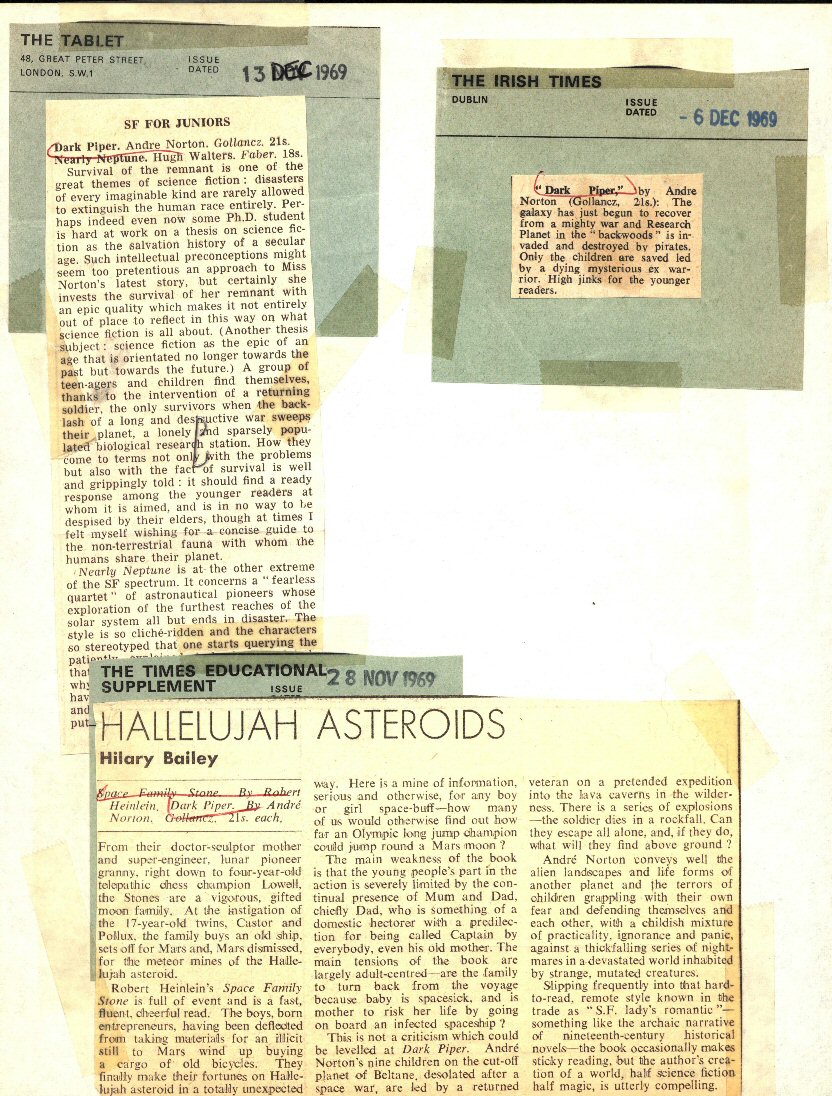 THE TABLET
48, GREAT PETER STREET,
LONDON, S.W.1
ISSUE
DATED
13 DEC 1969
SF FOR JUNIORS
Dark Piper. Andre Norton. Gollancz. 21s.
Nearly Neptune. Hugh Walters. Faber. 18s.
Survival of the remnant is one of the
great themes of science fiction : disasters
of every imaginable kind are rarely allowed
to extinguish the human race entirely. Per-
haps indeed even now some Ph.D. student
is hard at work on a thesis on science fic-
tion as the salvation history of a secular
age. Such intellectual preconceptions might
seem too pretentious an approach to Miss
Norton's latest story, but certainly she
invests the survival of her remnant with
an epic quality which makes it not entirely
out of place to reflect in this way on what
science fiction is all about. (Another thesis
subject : science fiction as the epic of an
age that is orientated no longer towards the
past but towards the future.) A group of
teen-agers and children find themselves,
thanks to the intervention of a returning
soldier, the only survivors when the back-
lash of a long and destructive war sweeps
their planet, a lonely and sparsely popu-
lated biological research station. How they
come to terms not only with the problems
but also with the fact of survival is well
and grippingly told : it should find a ready
response among the younger readers at
whom it is aimed, and is in no way to be
despised by their elders, though at times I
felt myself wishing for a concise guide to
the non-terrestrial fauna with whom the
humans share their planet.
Nearly Neptune is at the other extreme
of the SF spectrum. It concerns a " fearless
quartet " of astronautical pioneers whose
exploration of the furthest reaches of the
solar system all but ends in disaster. The
style is so cliché-ridden and the characters
so stereotyped that one starts querying the
that
why
hav
and
put
THE IRISH TIMES
DUBLIN
ISSUE
DATED
- 6 DEC 1969
" Dark Piper," by Andre
Norton (Gollancz, 21s.): The
galaxy has just begun to recover
from a mighty war and Research
Planet in the " backwoods " is in-
vaded and destroyed by pirates.
Only the children are saved led
by a dying mysterious ex war-
rior. High jinks for the younger
readers.
THE TIMES EDUCATIONAL
SUPPLEMENT
ISSUE
28 NOV 1969
HALLELUJAH ASTEROIDS
Hilary Bailey
Space Family Stone. By Robert
Heinlein. Dark Piper. By André
Norton. Gollancz. 21s. each.
From their doctor-sculptor mother
and super-engineer, lunar pioneer
granny, right down to four-year-old
telepathic chess champion Lowell,
the Stones are a vigorous, gifted
moon family. At the instigation of
the 17-year-old twins, Castor and
Pollux, the family buys an old ship,
sets off for Mars and, Mars dismissed,
for the meteor mines of the Halle-
lujah asteroid.
Robert Heinlein's Space Family
Stone is full of event and is a fast,
fluent, cheerful read. The boys, born
entrepreneurs, having been deflected
from taking materials for an illicit
still to Mars wind up buying
a cargo of old bicycles. They
finally make their fortunes on Halle-
lujah asteroid in a totally unexpected
way. Here is a mine of information,
serious and otherwise, for any boy
or girl space-buff—how many
of us would otherwise find out how
far an Olympic long jump champion
could jump round a Mars moon ?
The main weakness of the book
is that the young people's part in the
action is severely limited by the con-
tinual presence of Mum and Dad,
chiefly Dad, who is something of a
domestic hectorer with a predilec-
tion for being called Captain by
everybody, even his old mother. The
main tensions of the book are
largely adult-centred—are the family
to turn back from the voyage
because baby is spacesick, and is
mother to risk her life by going
on board an infected spaceship ?
This is not a criticism which could
be levelled at Dark Piper. André
Norton's nine children on the cut-off
planet of Beltane, desolated after a
space war, are led by a returned
veteran on a pretended expedition
into the lava caverns in the wilder-
ness. There is a series of explosions
—the soldier dies in a rockfall. Can
they escape all alone, and, if they do,
what will they find above ground ?
André Norton conveys well the
alien landscapes and life forms of
another planet and the terrors of
children grappling with their own
fear and defending themselves and
each other, with a childish mixture
of practicality, ignorance and panic,
against a thickfalling series of night-
mares in a devastated world inhabited
by strange, mutated creatures.
Slipping frequently into that hard-
to-read, remote style known in the
trade as " S.F. lady's romantic "—
something like the archaic narrative
of nineteenth-century historical
novels—the book occasionally makes
sticky reading, but the author's crea-
tion of a world, half science fiction
half magic, is utterly compelling.